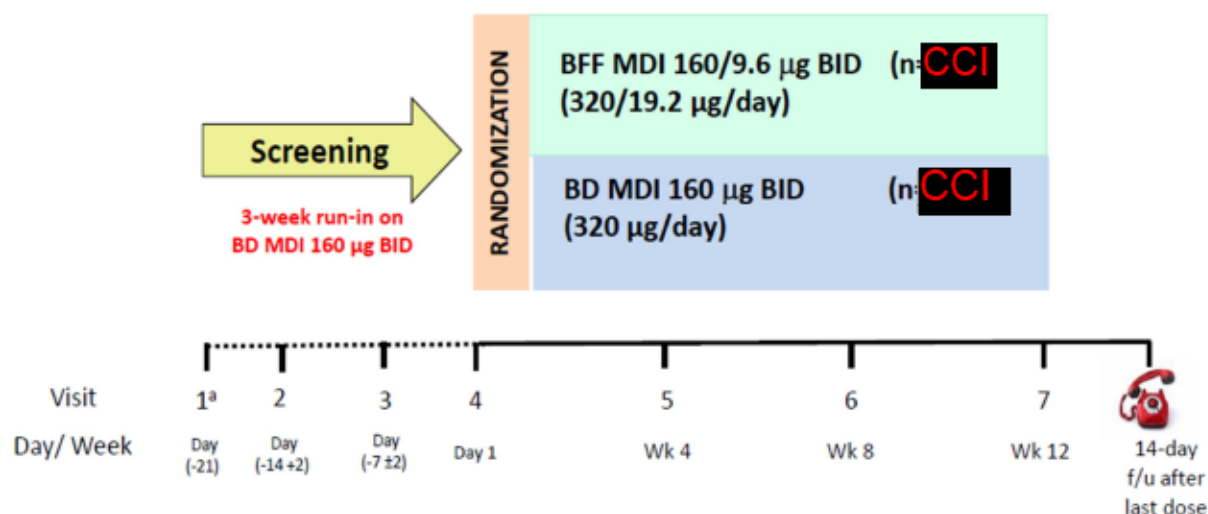 RANDOMIZATION
BFF MDI 160/9.6 µg BID (n=CCI
(320/19.2 µg/day)
Screening
BD MDI 160 µg BID (n=CCI
(320 µg/day)
3-week run-in on
BD MDI 160 µg BID
Visit 1ª 2 3 4 5 6 7
Day/ Week Day (-21) Day (-14 +2) Day (-7 ±2) Day 1 Wk 4 Wk 8 Wk 12 14-day
f/u after
last dose